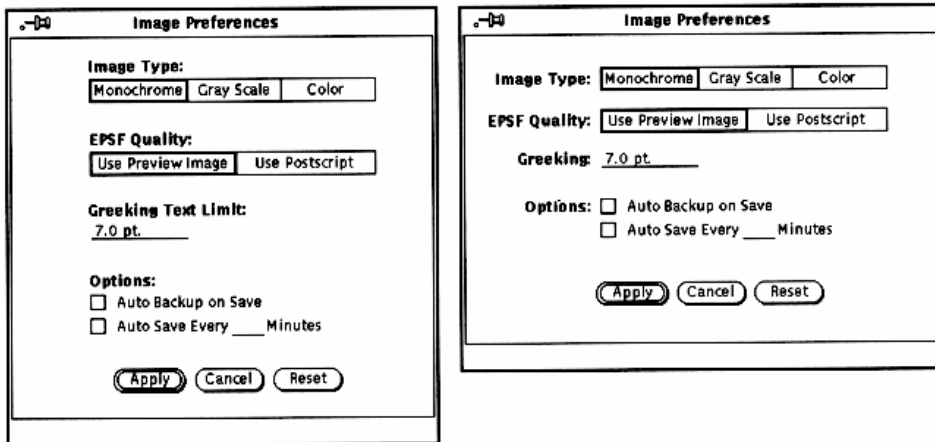 Image Preferences
Image Type:
Monochrome Gray Scale Color
EPSF Quality:
Use Preview Image Use Postscript
Greeking Text Limit:
7.0 pt.
Options:
Auto Backup on Save
Auto Save Every ____ Minutes
Apply Cancel Reset
Image Preferences
Image Type: Monochrome Gray Scale Color
EPSF Quality: Use Preview Image Use Postscript
Greeking: 7.0 pt.
Options: Auto Backup on Save
Auto Save Every ____ Minutes
Apply Cancel Reset